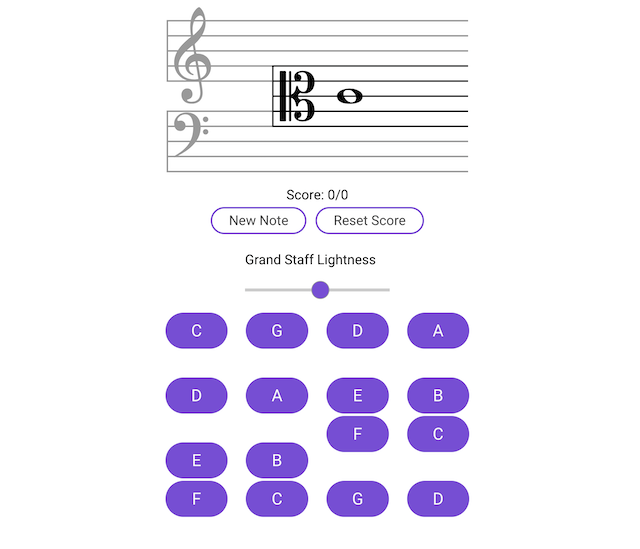 Score: 0/0
New Note Reset Score
Grand Staff Lightness
C G D A
D A E B
F C
E B
F C G D